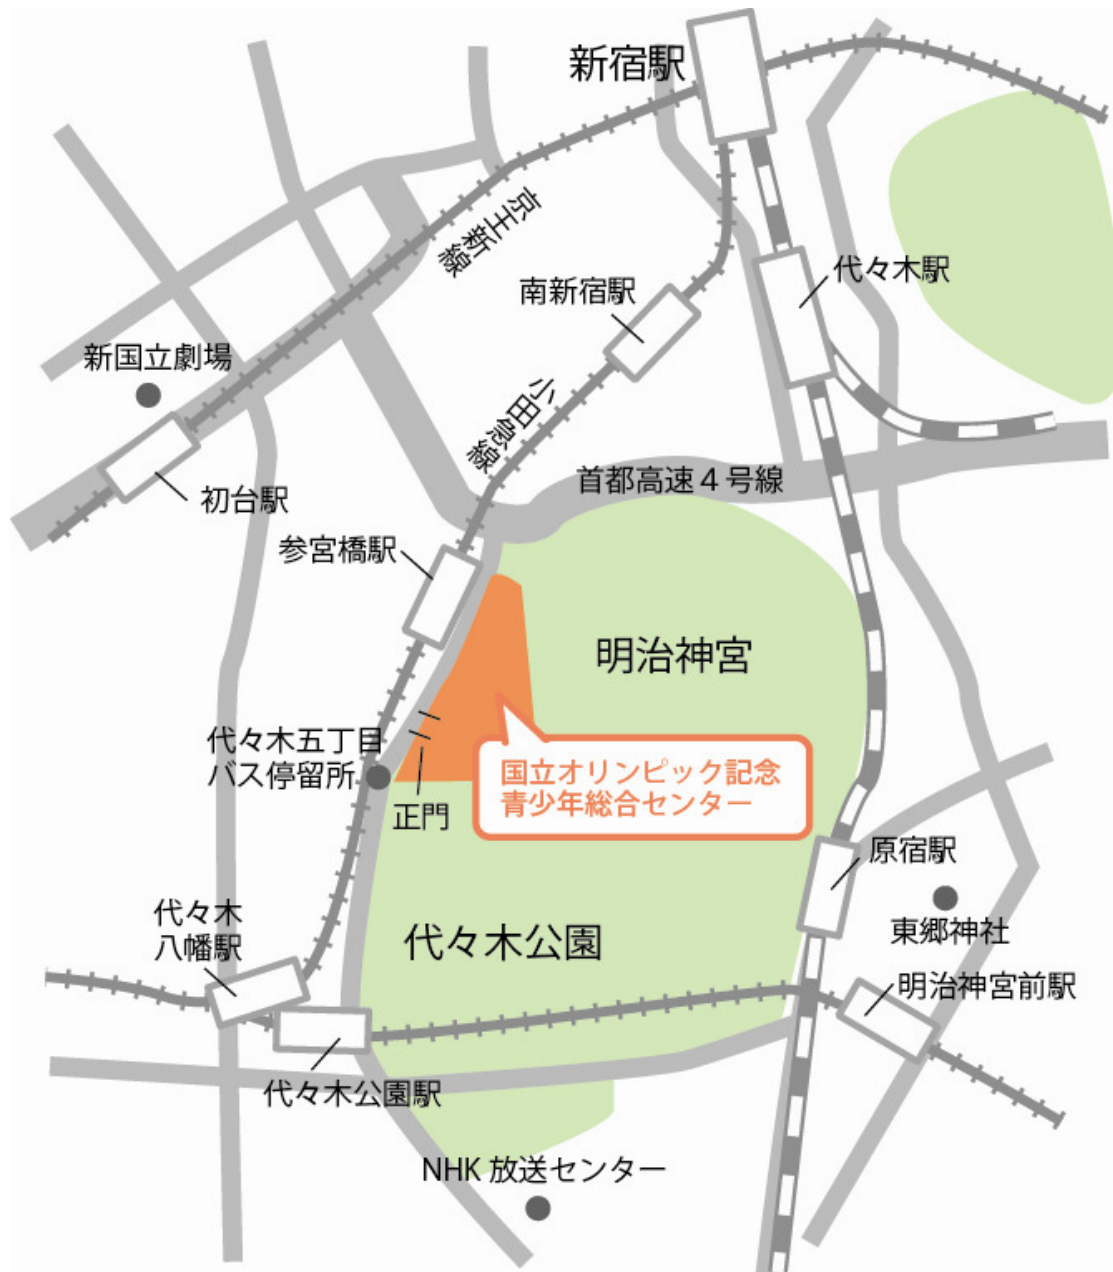 新宿駅
京王新線
代々木駅
南新宿駅
新国立劇場
小田急線
首都高速4号線
初台駅
参宮橋駅
明治神宮
代々木五丁目
バス停留所
国立オリンピック記念
青少年総合センター
正門
原宿駅
代々木
八幡駅
東郷神社
代々木公園
明治神宮前駅
代々木公園駅
NHK 放送センター